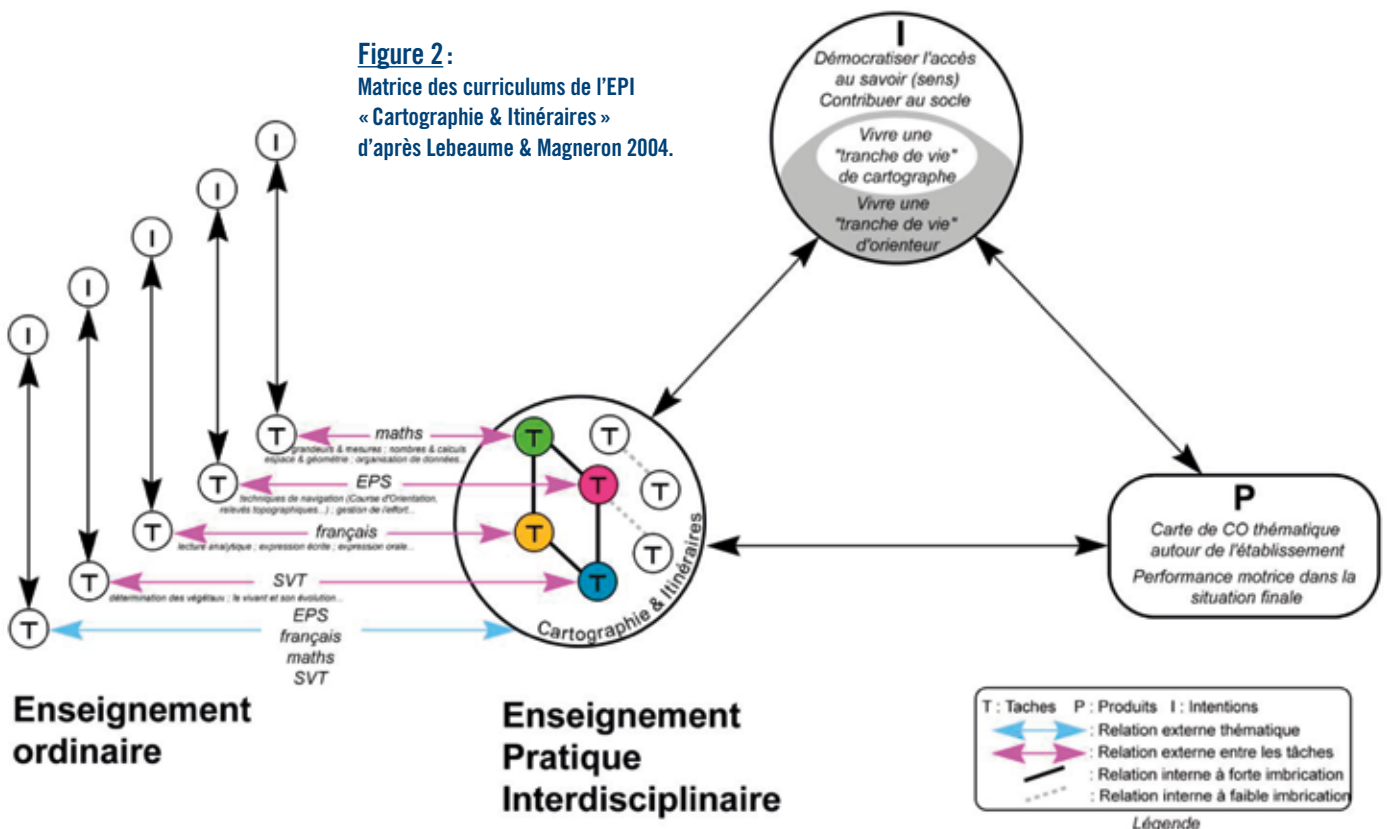 Figure 2 :
Matrice des curriculums de l'EPI
« Cartographie & Itinéraires »
d'après Lebeaume & Magneron 2004.
I
Démocratiser l'accès
au savoir (sens)
Contribuer au socle
Vivre une
"tranche de vie"
de cartographe
Vivre une
"tranche de vie"
d'orienteur
I
I
I
I
I
T
maths
grandeurs & mesures ; nombres & calculs
espace & géométrie ; organisation de données...
T
EPS
techniques de navigation (Course d'Orientation,
relevés topographiques...) ; gestion de l'effort...
T
français
lecture analytique ; expression écrite ; expression orale...
T
SVT
détermination des végétaux ; le vivant et son évolution...
T
EPS
français
maths
SVT
T
T
T
T
T
T
T
Cartographie & Itinéraires
P
Carte de CO thématique
autour de l'établissement
Performance motrice dans la
situation finale
Enseignement
ordinaire
Enseignement
Pratique
Interdisciplinaire
T : Taches P : Produits I : Intentions
: Relation externe thématique
: Relation externe entre les tâches
: Relation interne à forte imbrication
: Relation interne à faible imbrication
Légende